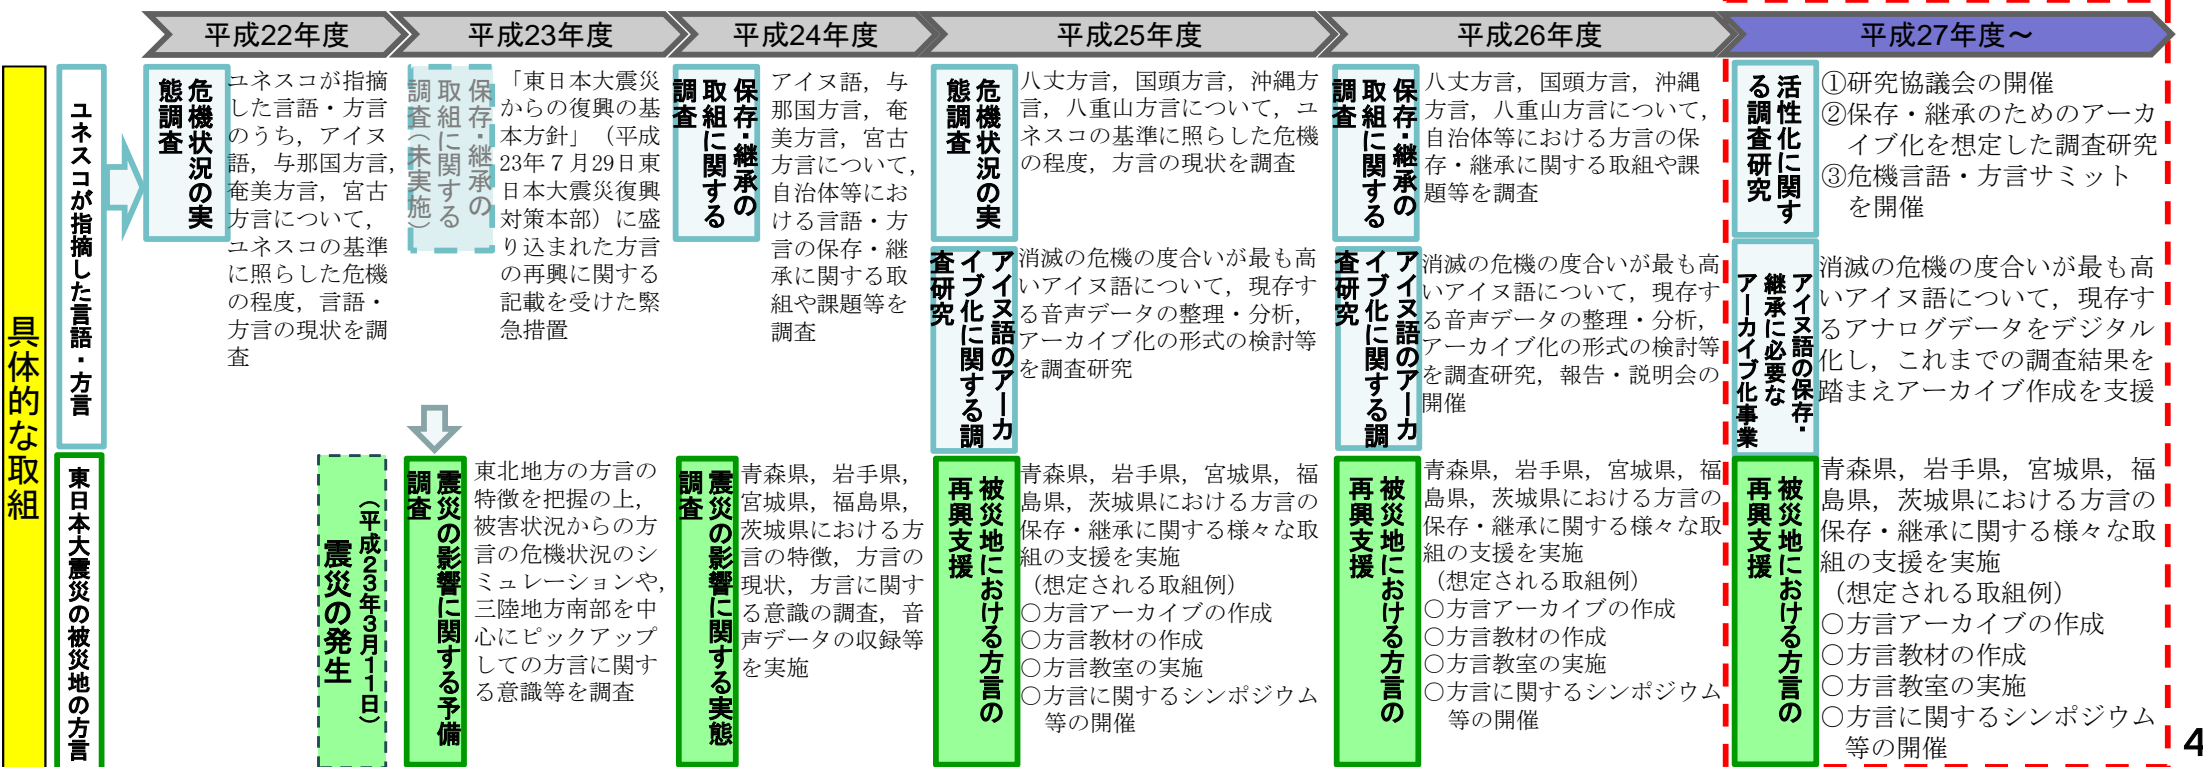 平成22年度
平成23年度
平成24年度
平成25年度
平成26年度
平成27年度～
具体的な取組
ユネスコが指摘した言語・方言
危機状況の実
態調査
ユネスコが指摘
した言語・方言
のうち，アイヌ
語，与那国方言，
奄美方言，宮古
方言について，
ユネスコの基準
に照らした危機
の程度，言語・
方言の現状を調
査
保存・継承の
取組に関する
調査（未実施）
「東日本大震災
からの復興の基
本方針」（平成
23年７月29日東
日本大震災復興
対策本部）に盛
り込まれた方言
の再興に関する
記載を受けた緊
急措置
保存・継承の
取組に関する
調査
アイヌ語，与
那国方言，奄
美方言，宮古
方言について，
自治体等にお
ける言語・方
言の保存・継
承に関する取
組や課題等を
調査
危機状況の実
態調査
八丈方言，国頭方言，沖縄方
言，八重山方言について，ユ
ネスコの基準に照らした危機
の程度，方言の現状を調査
アイヌ語のアーカ
イブ化に関する調
査研究
消滅の危機の度合いが最も高
いアイヌ語について，現存す
る音声データの整理・分析，
アーカイブ化の形式の検討等
を調査研究
保存・継承の
取組に関する
調査
八丈方言，国頭方言，沖縄
方言，八重山方言について，
自治体等における方言の保
存・継承に関する取組や課
題等を調査
アイヌ語のアーカ
イブ化に関する調
査研究
消滅の危機の度合いが最も高
いアイヌ語について，現存す
る音声データの整理・分析，
アーカイブ化の形式の検討等
を調査研究，報告・説明会の
開催
活性化に関す
る調査研究
①研究協議会の開催
②保存・継承のためのアーカ
イブ化を想定した調査研究
③危機言語・方言サミット
を開催
アイヌ語の保存・
継承に必要な
アーカイブ化事業
消滅の危機の度合いが最も高
いアイヌ語について，現存す
るアナログデータをデジタル
化し，これまでの調査結果を
踏まえアーカイブ作成を支援
東日本大震災の被災地の方言
（平成２３年３月１１日）
震災の発生
震災の影響に関する予備
調査
東北地方の方言の
特徴を把握の上，
被害状況からの方
言の危機状況のシ
ミュレーションや，
三陸地方南部を中
心にピックアップ
しての方言に関す
る意識等を調査
震災の影響に関する実態
調査
青森県，岩手県，
宮城県，福島県，
茨城県における方
言の特徴，方言の
現状，方言に関す
る意識の調査，音
声データの収録等
を実施
被災地における方言の
再興支援
青森県，岩手県，宮城県，福
島県，茨城県における方言の
保存・継承に関する様々な取
組の支援を実施
（想定される取組例）
○方言アーカイブの作成
○方言教材の作成
○方言教室の実施
○方言に関するシンポジウム
等の開催
被災地における方言の
再興支援
青森県，岩手県，宮城県，福
島県，茨城県における方言の
保存・継承に関する様々な取
組の支援を実施
（想定される取組例）
○方言アーカイブの作成
○方言教材の作成
○方言教室の実施
○方言に関するシンポジウム
等の開催
被災地における方言の
再興支援
青森県，岩手県，宮城県，福
島県，茨城県における方言の
保存・継承に関する様々な取
組の支援を実施
（想定される取組例）
○方言アーカイブの作成
○方言教材の作成
○方言教室の実施
○方言に関するシンポジウム
等の開催
4